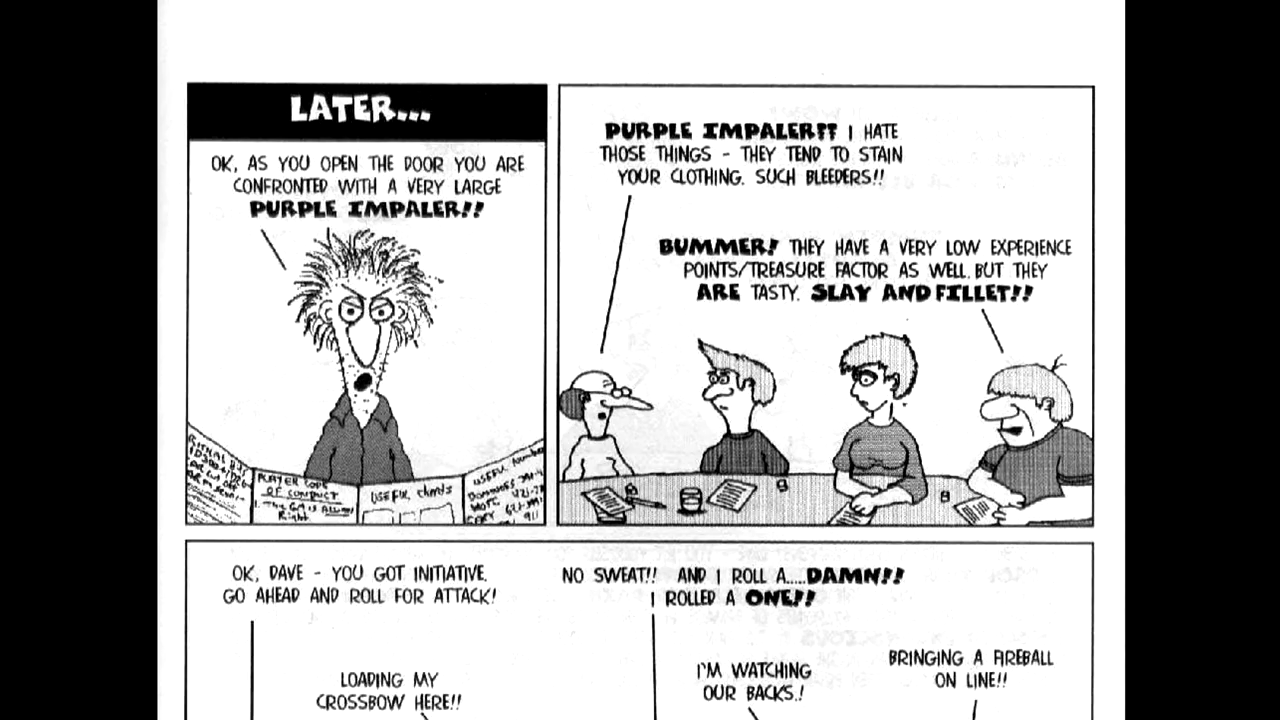 LATER...
OK, AS YOU OPEN THE DOOR YOU ARE
CONFRONTED WITH A VERY LARGE
PURPLE IMPALER!!
PLAYER CODE
OF CONDUCT
1. The GM is ALWAYS
Right.
USEFUL charts
USEFUL Numbers
911
PURPLE IMPALER?? I HATE
THOSE THINGS - THEY TEND TO STAIN
YOUR CLOTHING. SUCH BLEEDERS!!
BUMMER! THEY HAVE A VERY LOW EXPERIENCE
POINTS/TREASURE FACTOR AS WELL. BUT THEY
ARE TASTY. SLAY AND FILLET!!
OK, DAVE - YOU GOT INITIATIVE.
GO AHEAD AND ROLL FOR ATTACK!
NO SWEAT!! AND I ROLL A.....DAMN!!
I ROLLED A ONE!!
LOADING MY
CROSSBOW HERE!!
I'M WATCHING
OUR BACKS.!
BRINGING A FIREBALL
ON LINE!!